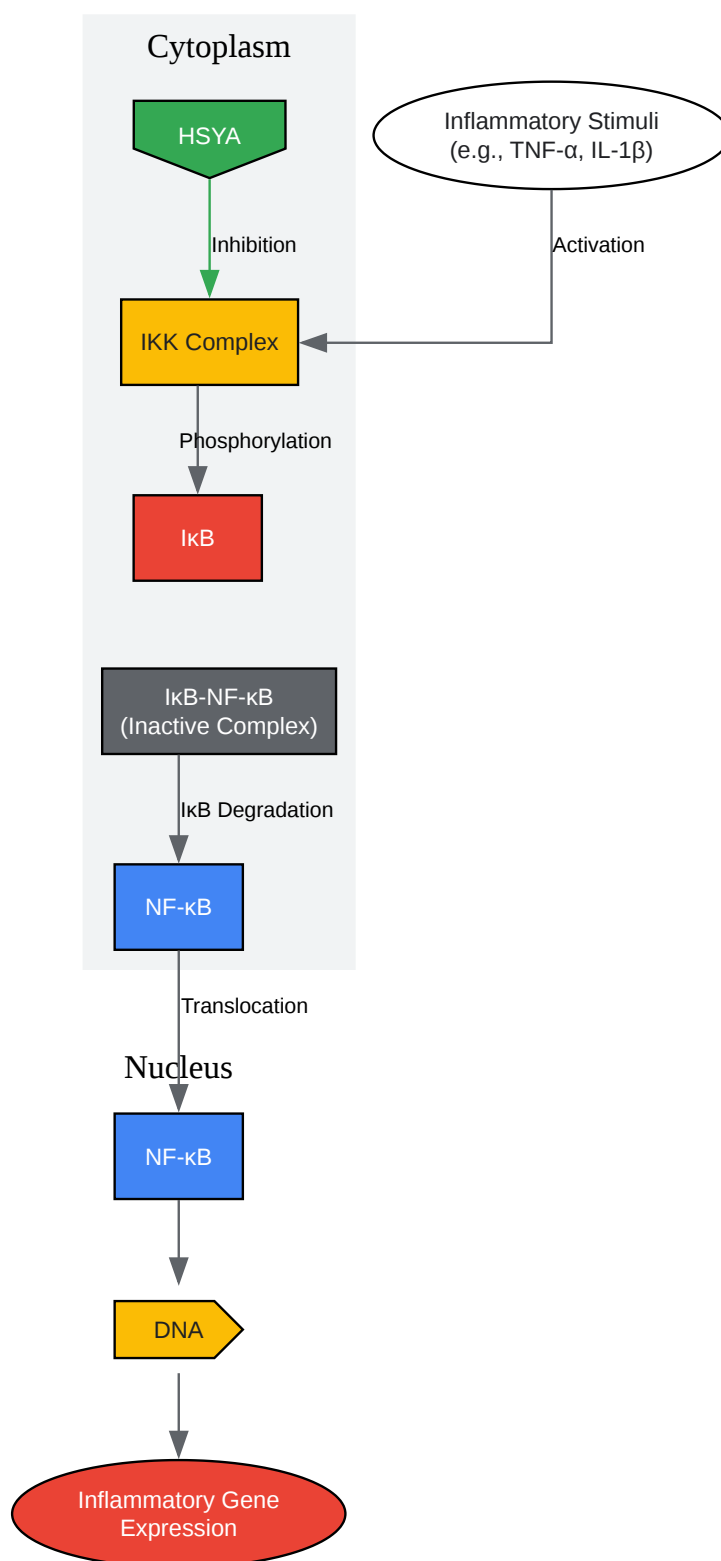 Cytoplasm
HSYA
Inflammatory Stimuli
(e.g., TNF-α, IL-1β)
Inhibition
Activation
IKK Complex
Phosphorylation
IκB
IκB-NF-κB
(Inactive Complex)
IκB Degradation
NF-κB
Translocation
Nucleus
NF-κB
DNA
Inflammatory Gene
Expression